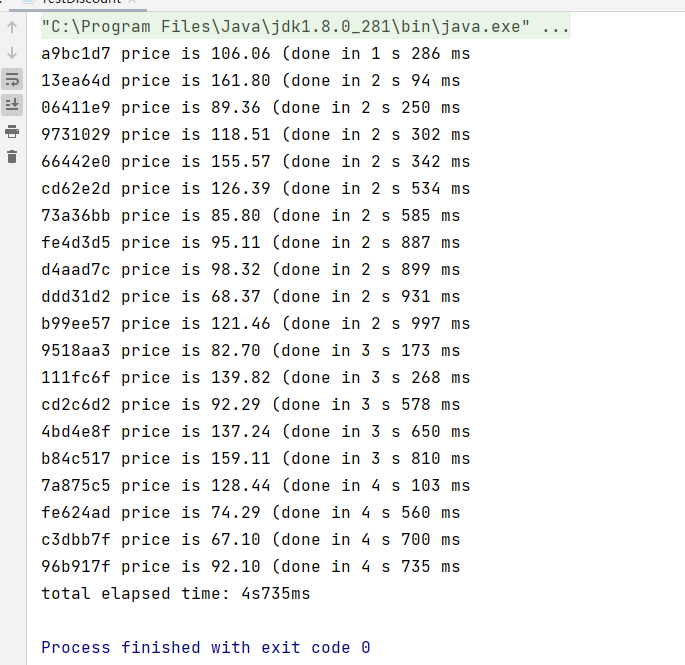 TestDiscount
"C:\Program Files\Java\jdk1.8.0_281\bin\java.exe" ...
a9bc1d7 price is 106.06 (done in 1 s 286 ms
13ea64d price is 161.80 (done in 2 s 94 ms
06411e9 price is 89.36 (done in 2 s 250 ms
9731029 price is 118.51 (done in 2 s 302 ms
66442e0 price is 155.57 (done in 2 s 342 ms
cd62e2d price is 126.39 (done in 2 s 534 ms
73a36bb price is 85.80 (done in 2 s 585 ms
fe4d3d5 price is 95.11 (done in 2 s 887 ms
d4aad7c price is 98.32 (done in 2 s 899 ms
ddd31d2 price is 68.37 (done in 2 s 931 ms
b99ee57 price is 121.46 (done in 2 s 997 ms
9518aa3 price is 82.70 (done in 3 s 173 ms
111fc6f price is 139.82 (done in 3 s 268 ms
cd2c6d2 price is 92.29 (done in 3 s 578 ms
4bd4e8f price is 137.24 (done in 3 s 650 ms
b84c517 price is 159.11 (done in 3 s 810 ms
7a875c5 price is 128.44 (done in 4 s 103 ms
fe624ad price is 74.29 (done in 4 s 560 ms
c3dbb7f price is 67.10 (done in 4 s 700 ms
96b917f price is 92.10 (done in 4 s 735 ms
total elapsed time: 4s735ms
Process finished with exit code 0